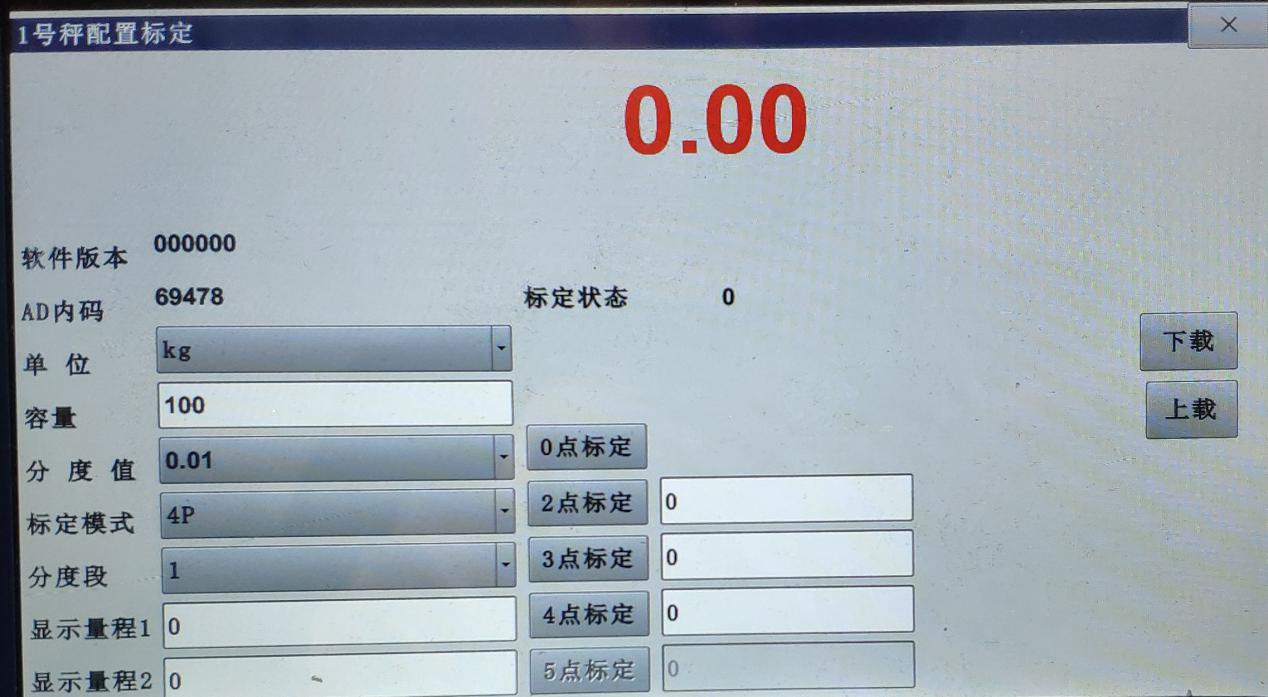 1号秤配置标定
0.00
软件版本 000000
AD内码 69478 标定状态 0
单 位 kg
下载
容量 100
上载
分 度 值 0.01 0点标定
标定模式 4P 2点标定 0
分度段 1 3点标定 0
显示量程1 0 4点标定 0
显示量程2 0 5点标定 0